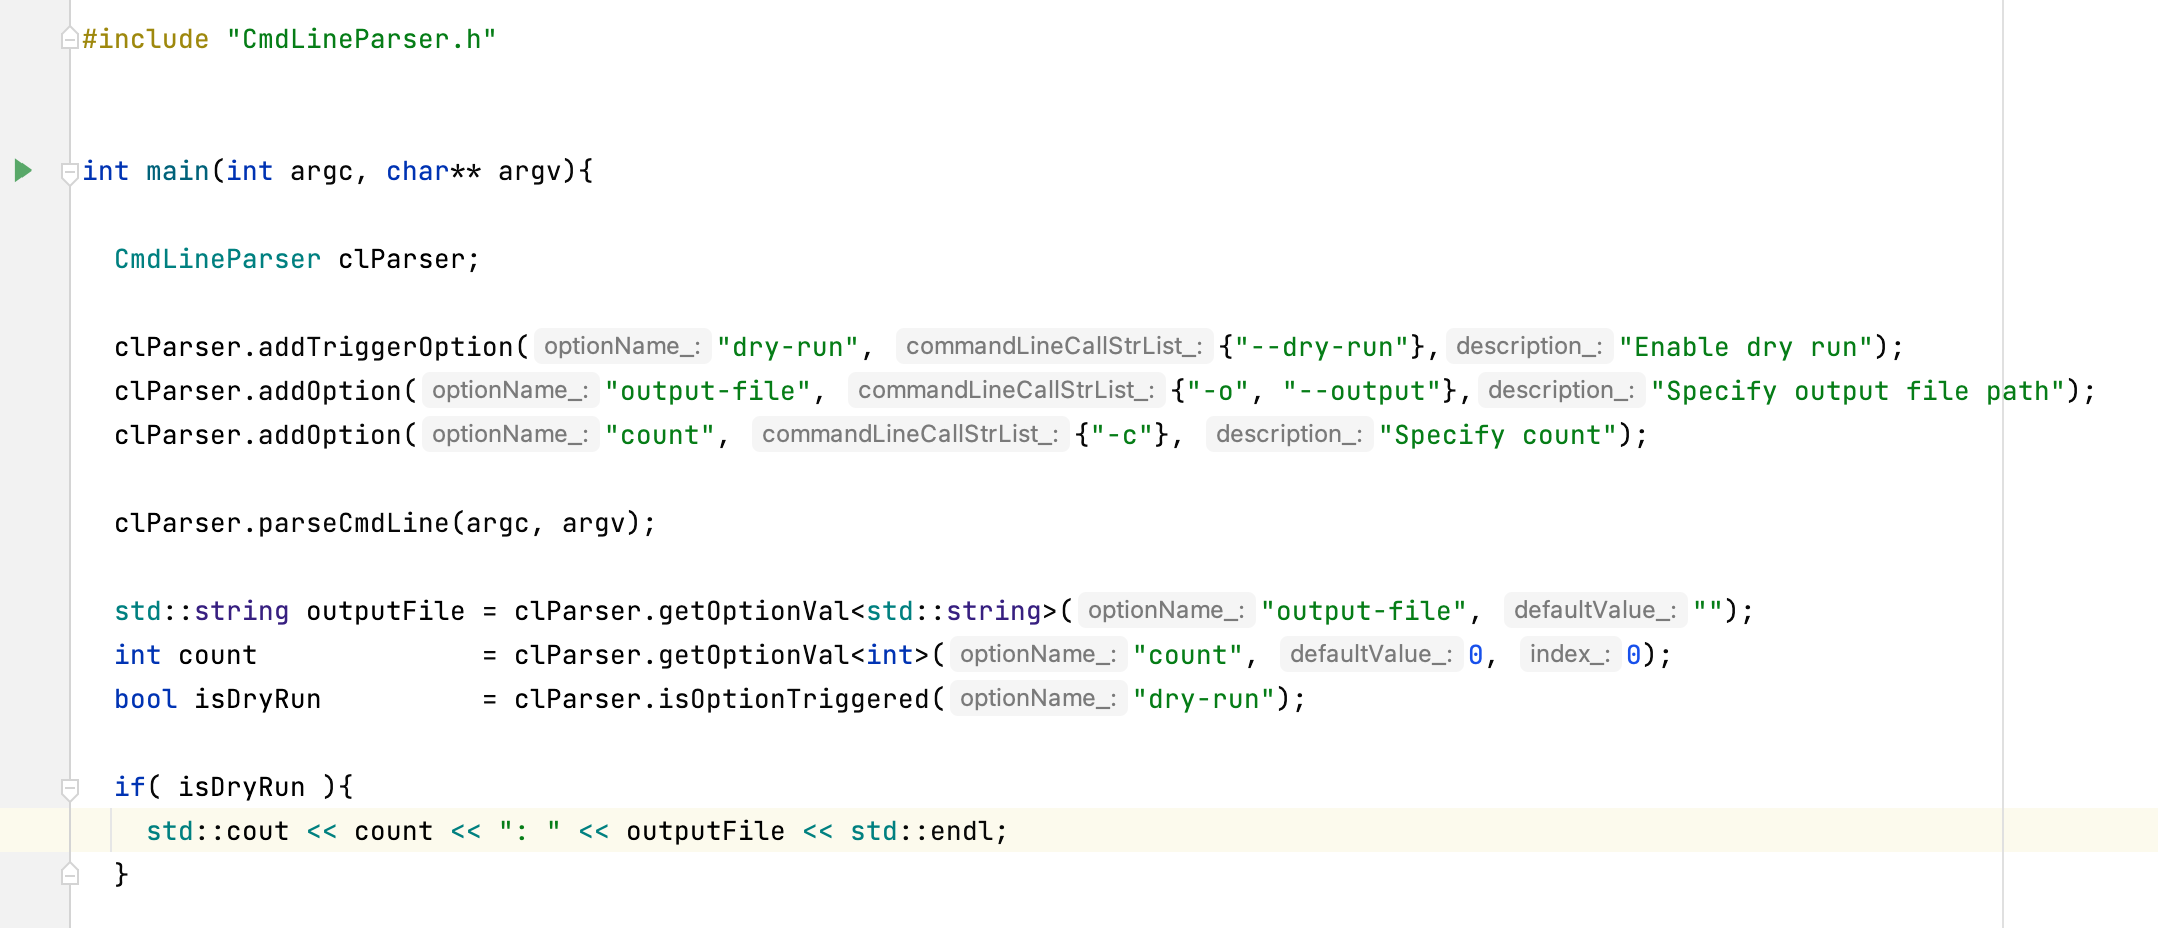 #include "CmdLineParser.h"
int main(int argc, char** argv){
CmdLineParser clParser;
clParser.addTriggerOption( optionName_: "dry-run", commandLineCallStrList_: {"--dry-run"}, description_: "Enable dry run");
clParser.addOption( optionName_: "output-file", commandLineCallStrList_: {"-o", "--output"}, description_: "Specify output file path");
clParser.addOption( optionName_: "count", commandLineCallStrList_: {"-c"}, description_: "Specify count");
clParser.parseCmdLine(argc, argv);
std::string outputFile = clParser.getOptionVal<std::string>( optionName_: "output-file", defaultValue_: "");
int count = clParser.getOptionVal<int>( optionName_: "count", defaultValue_: 0, index_: 0);
bool isDryRun = clParser.isOptionTriggered( optionName_: "dry-run");
if( isDryRun ){
std::cout << count << ": " << outputFile << std::endl;
}